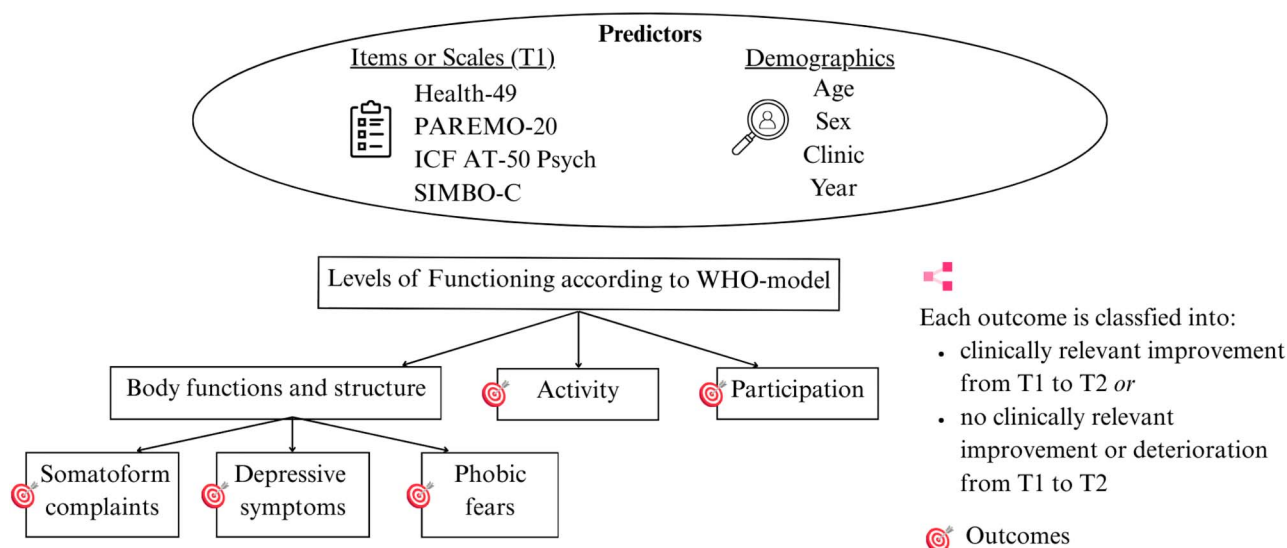 Predictors
Items or Scales (T1)
Health-49
PAREMO-20
ICF AT-50 Psych
SIMBO-C
Demographics
Age
Sex
Clinic
Year
Levels of Functioning according to WHO-model
Body functions and structure
Activity
Participation
Somatoform
complaints
Depressive
symptoms
Phobic
fears
Each outcome is classfied into:
• clinically relevant improvement
from T1 to T2 or
• no clinically relevant
improvement or deterioration
from T1 to T2
Outcomes